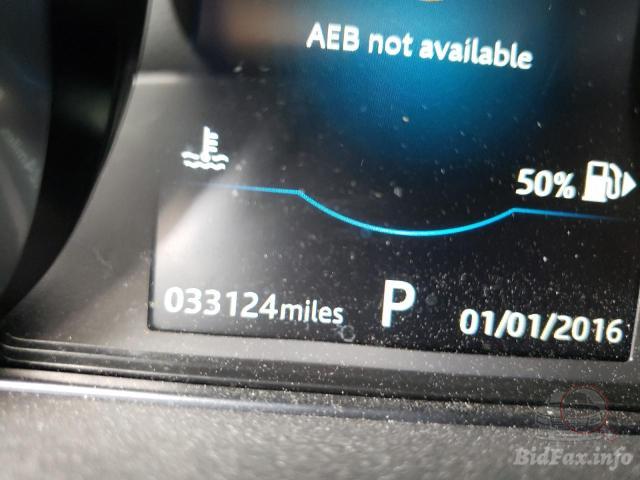 AEB not available
50%
033124miles P 01/01/2016
BidFax.info